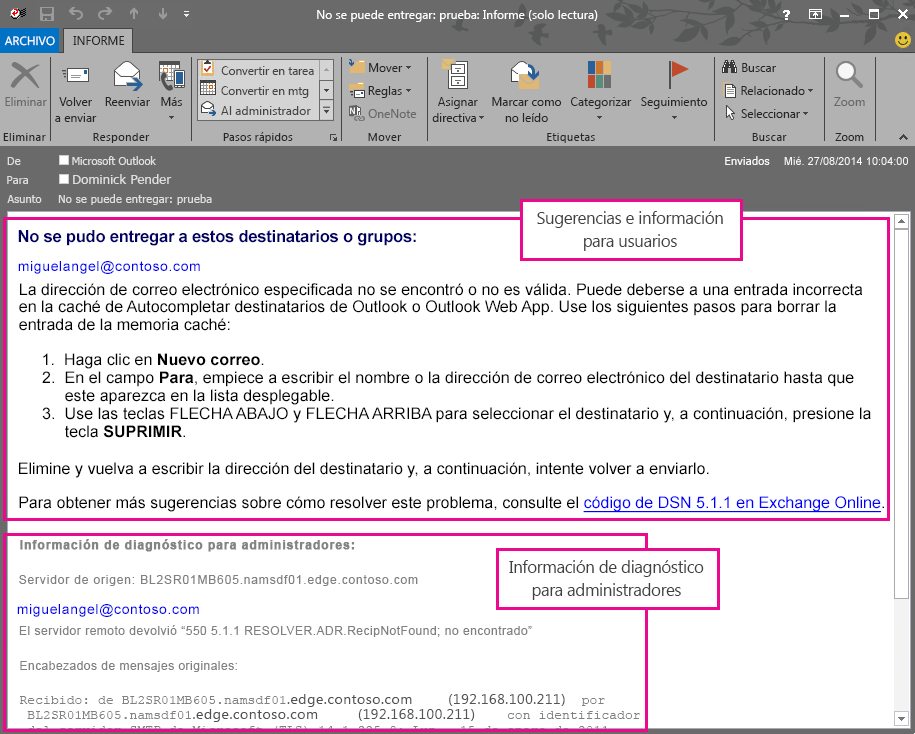 No se puede entregar: prueba: Informe (solo lectura)
ARCHIVO
INFORME
Eliminar
Volver a enviar
Reenviar
Más
Convertir en tarea
Convertir en mtg
Al administrador
Mover
Reglas
OneNote
Asignar directiva
Marcar como no leído
Categorizar
Seguimiento
Buscar
Relacionado
Seleccionar
Zoom
Eliminar
Responder
Pasos rápidos
Mover
Etiquetas
Buscar
Zoom
De Microsoft Outlook
Enviados Mié. 27/08/2014 10:04:00
Para Dominick Pender
Asunto No se puede entregar: prueba
Sugerencias e información
para usuarios
No se pudo entregar a estos destinatarios o grupos:
miguelangel@contoso.com
La dirección de correo electrónico especificada no se encontró o no es válida. Puede deberse a una entrada incorrecta
en la caché de Autocompletar destinatarios de Outlook o Outlook Web App. Use los siguientes pasos para borrar la
entrada de la memoria caché:
1. Haga clic en Nuevo correo.
2. En el campo Para, empiece a escribir el nombre o la dirección de correo electrónico del destinatario hasta que
este aparezca en la lista desplegable.
3. Use las teclas FLECHA ABAJO y FLECHA ARRIBA para seleccionar el destinatario y, a continuación, presione la
tecla SUPRIMIR.
Elimine y vuelva a escribir la dirección del destinatario y, a continuación, intente volver a enviarlo.
Para obtener más sugerencias sobre cómo resolver este problema, consulte el código de DSN 5.1.1 en Exchange Online.
Información de diagnóstico para administradores:
Información de diagnóstico
para administradores
Servidor de origen: BL2SR01MB605.namsdf01.edge.contoso.com
miguelangel@contoso.com
El servidor remoto devolvió “550 5.1.1 RESOLVER.ADR.RecipNotFound; no encontrado”
Encabezados de mensajes originales:
Recibido: de BL2SR01MB605.namsdf01.edge.contoso.com (192.168.100.211) por
BL2SR01MB605.namsdf01.edge.contoso.com (192.168.100.211) con identificador